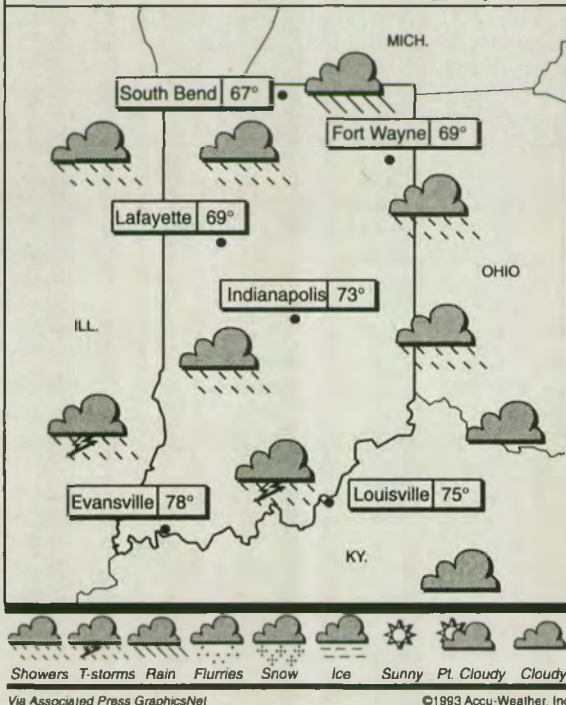 MICH.
South Bend 67°
Fort Wayne 69°
Lafayette 69°
OHIO
Indianapolis 73°
ILL.
Evansville 78°
Louisville 75°
KY.
Showers T-storms Rain Flurries Snow Ice Sunny Pt. Cloudy Cloudy
Via Associated Press GraphicsNet ©1993 Accu-Weather, Inc